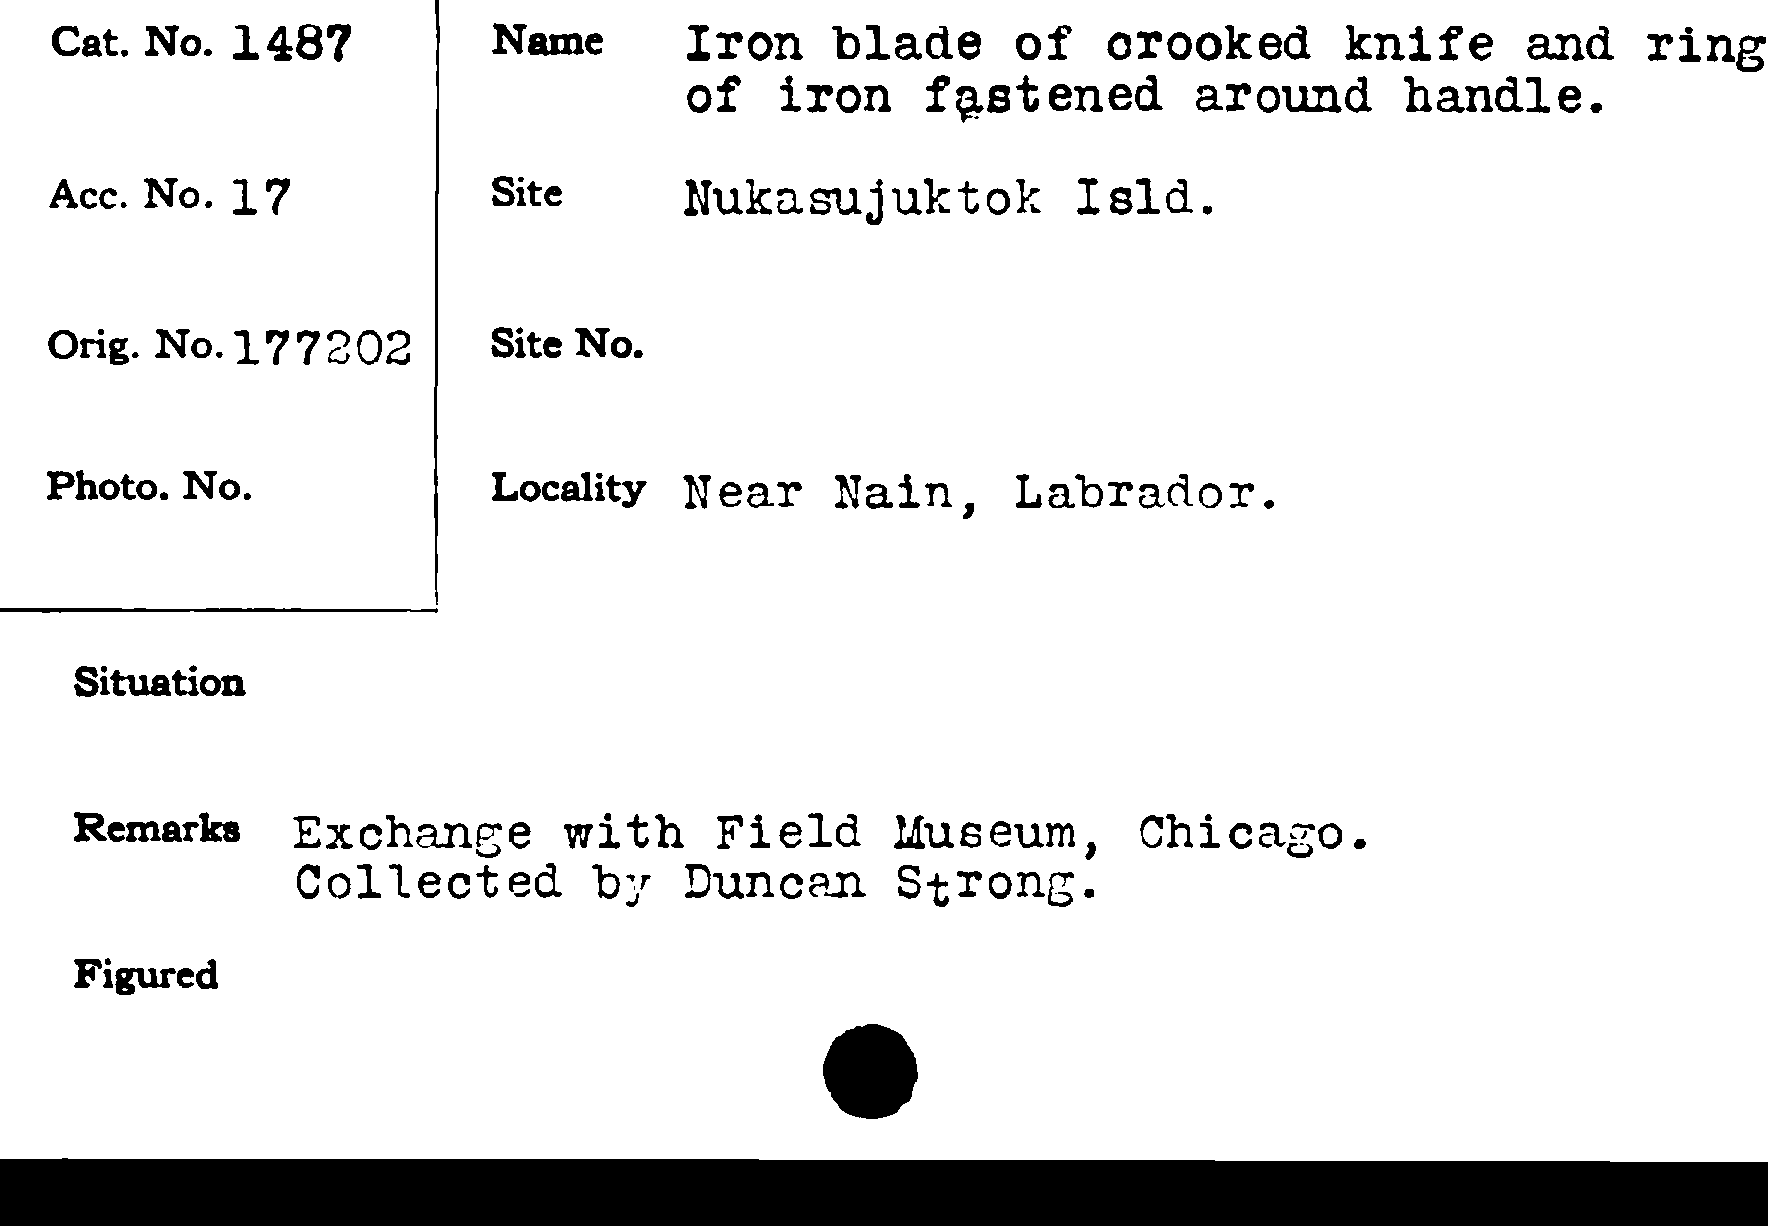 Cat. No. 1487
Name Iron blade of crooked knife and ring
of iron fastened around handle.
Acc. No. 17
Site Nukasujuktok Isld.
Orig. No. 177202
Site No.
Photo. No.
Locality Near Nain, Labrador.
Situation
Remarks Exchange with Field Museum, Chicago.
Collected by Duncan Strong.
Figured